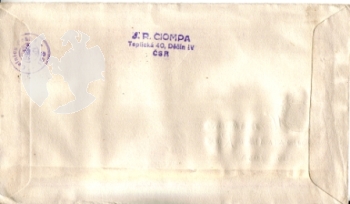 J. R. CIOMPA
Teplická 40, Děčín IV
ČSR